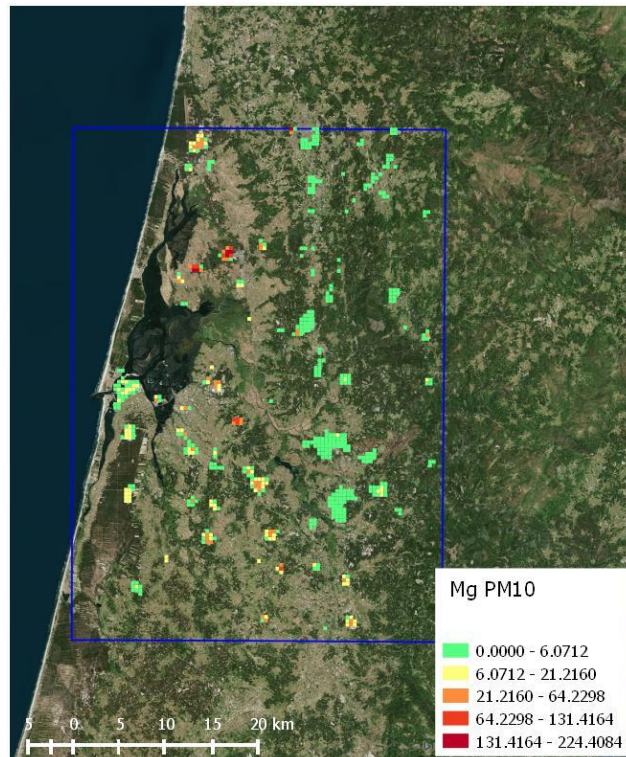 Mg PM10
0.0000 - 6.0712
6.0712 - 21.2160
21.2160 - 64.2298
64.2298 - 131.4164
131.4164 - 224.4084
5 0 5 10 15 20 km